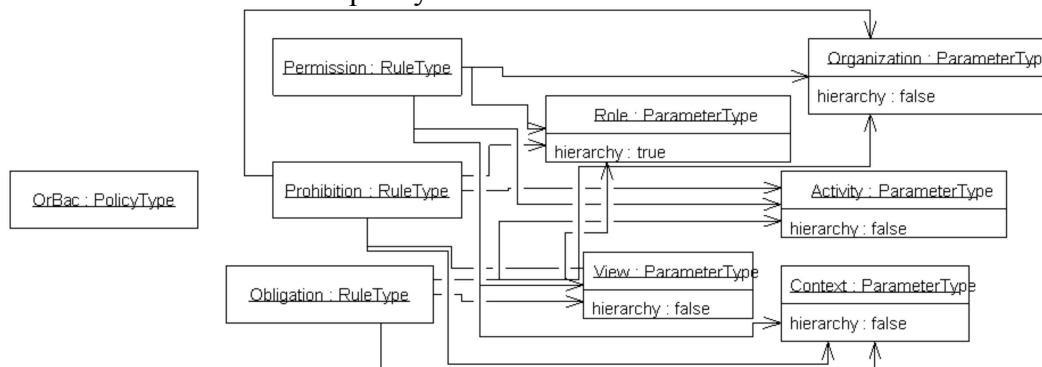 Permission : RuleType
Organization : ParameterTyp
hierarchy : false
Role : ParameterType
hierarchy : true
OrBac : PolicyType
Prohibition : RuleType
Activity : ParameterType
hierarchy : false
Obligation : RuleType
View : ParameterType
hierarchy : false
Context : ParameterType
hierarchy : false